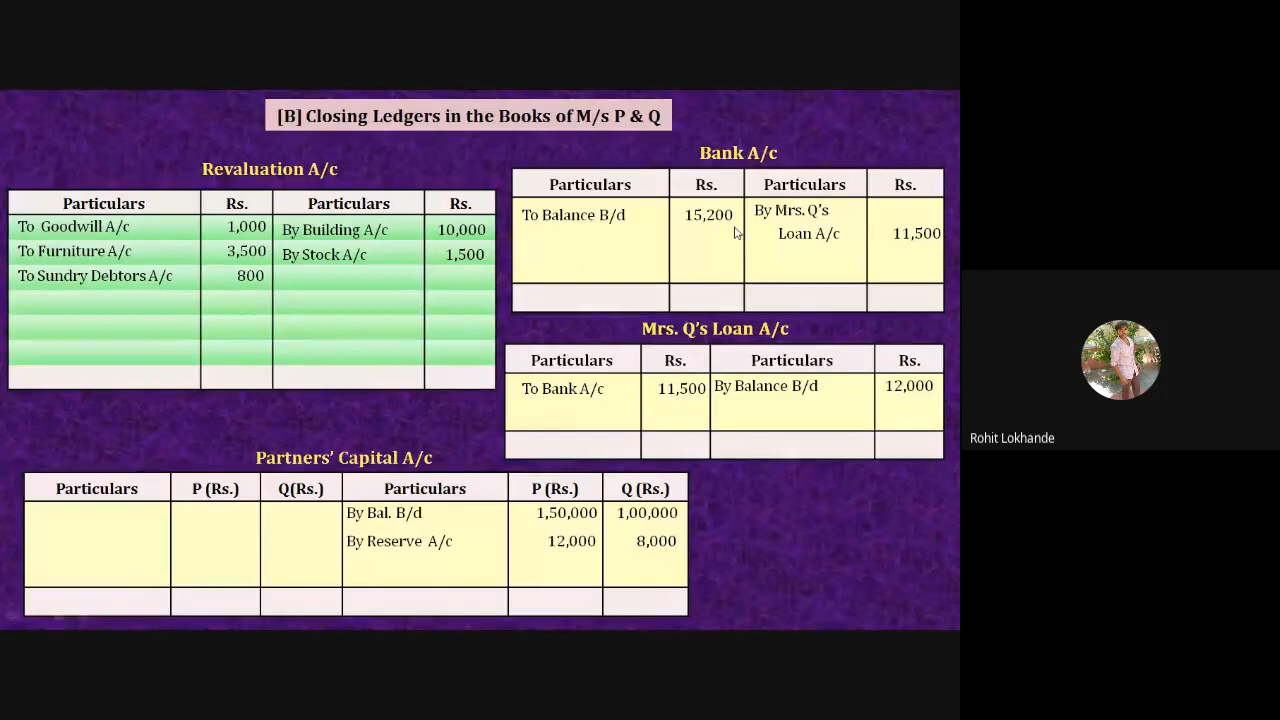 [B] Closing Ledgers in the Books of M/s P & Q
Revaluation A/c
Particulars Rs. Particulars Rs.
To Goodwill A/c 1,000 By Building A/c 10,000
To Furniture A/c 3,500 By Stock A/c 1,500
To Sundry Debtors A/c 800
Bank A/c
Particulars Rs. Particulars Rs.
To Balance B/d 15,200 By Mrs. Q's
Loan A/c 11,500
Mrs. Q's Loan A/c
Particulars Rs. Particulars Rs.
To Bank A/c 11,500 By Balance B/d 12,000
Partners' Capital A/c
Particulars P (Rs.) Q(Rs.) Particulars P (Rs.) Q (Rs.)
By Bal. B/d 1,50,000 1,00,000
By Reserve A/c 12,000 8,000
Rohit Lokhande